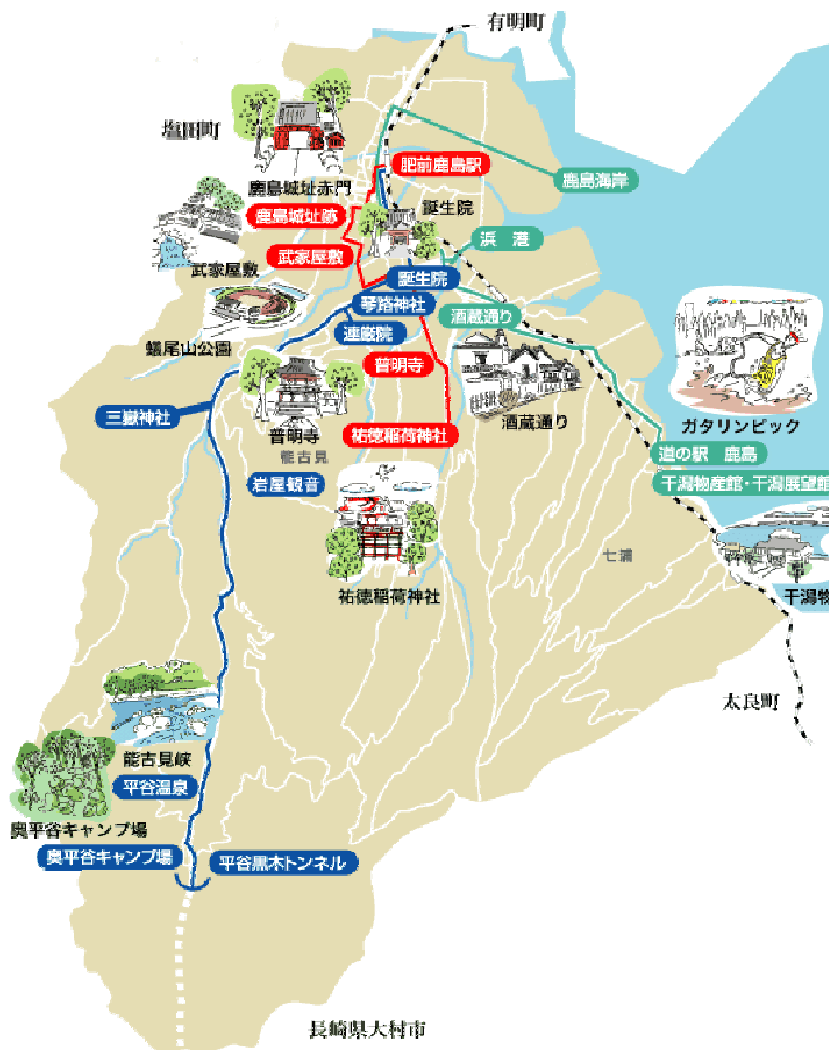 有明町
塩田町
肥前鹿島駅
鹿島海岸
鹿島城址赤門
鹿島城址跡
誕生院
浜 港
武家屋敷
武家屋敷
誕生院
琴路神社
酒蔵通り
蓮厳院
蟻尾山公園
普明寺
三嶽神社
普明寺
酒蔵通り
ガタリンピック
祐徳稲荷神社
能古見
道の駅 鹿島
岩屋観音
干潟物産館・干潟展望館
七浦
祐徳稲荷神社
干潟物
太良町
能古見峡
平谷温泉
奥平谷キャンプ場
奥平谷キャンプ場
平谷黒木トンネル
長崎県大村市